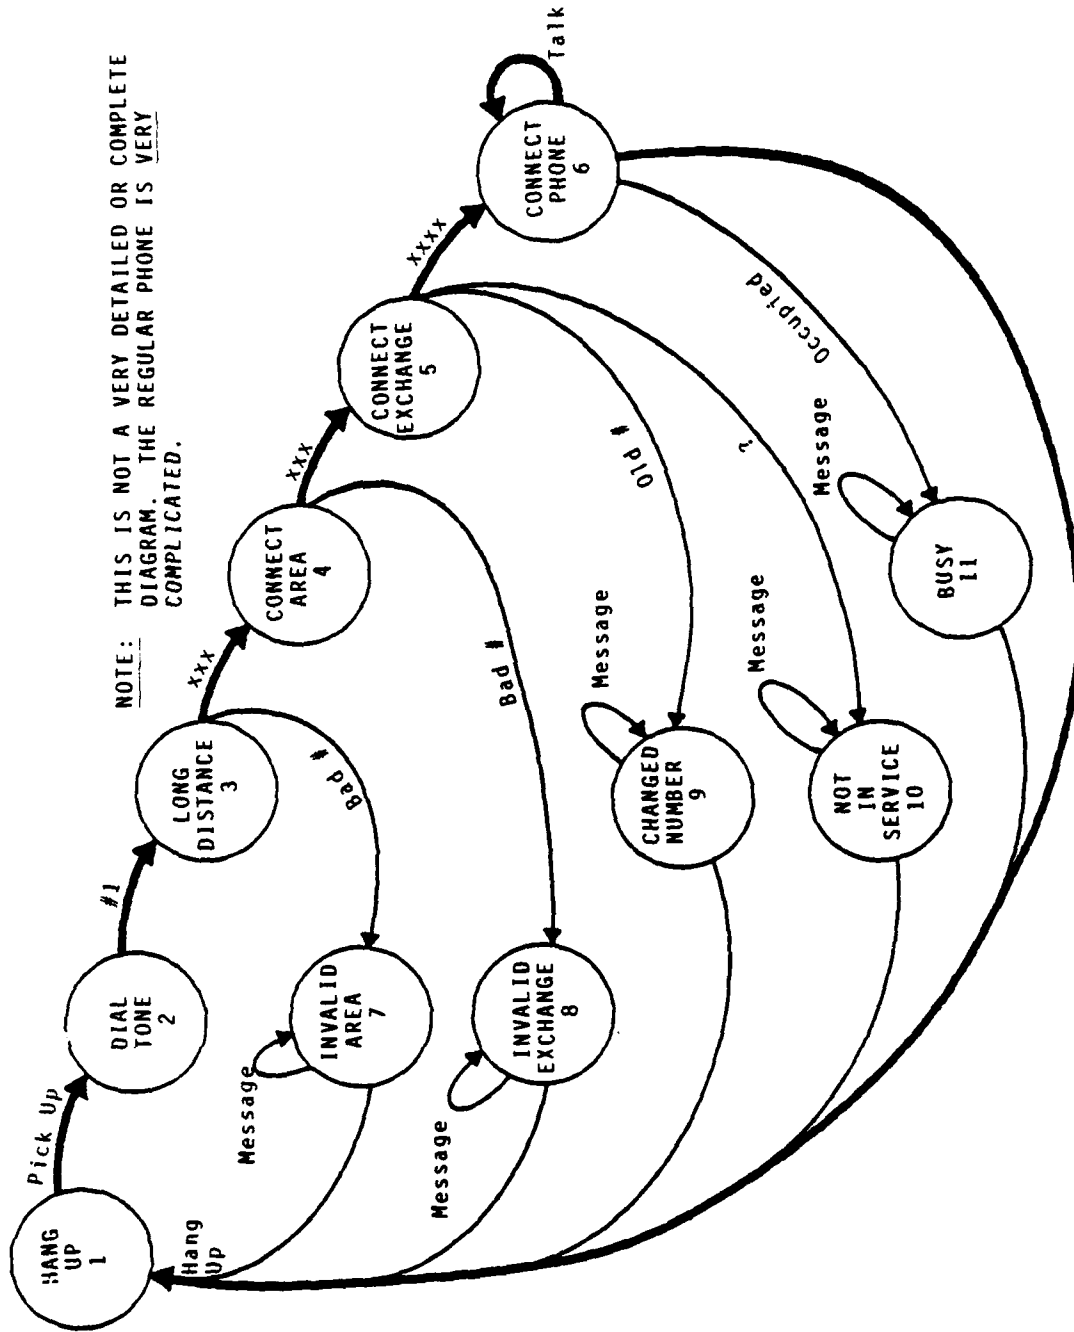 NOTE: THIS IS NOT A VERY DETAILED OR COMPLETE
DIAGRAM. THE REGULAR PHONE IS VERY
COMPLICATED.
HANG
UP
1
Pick Up
DIAL
TONE
2
#1
LONG
DISTANCE
3
xxx
CONNECT
AREA
4
xxx
CONNECT
EXCHANGE
5
xxxx
CONNECT
PHONE
6
Talk
Bad #
Message
INVALID
AREA
7
Bad #
Message
INVALID
EXCHANGE
8
Old #
Message
CHANGED
NUMBER
9
?
Message
NOT
IN
SERVICE
10
Occupied
Message
BUSY
11
Hang
Up